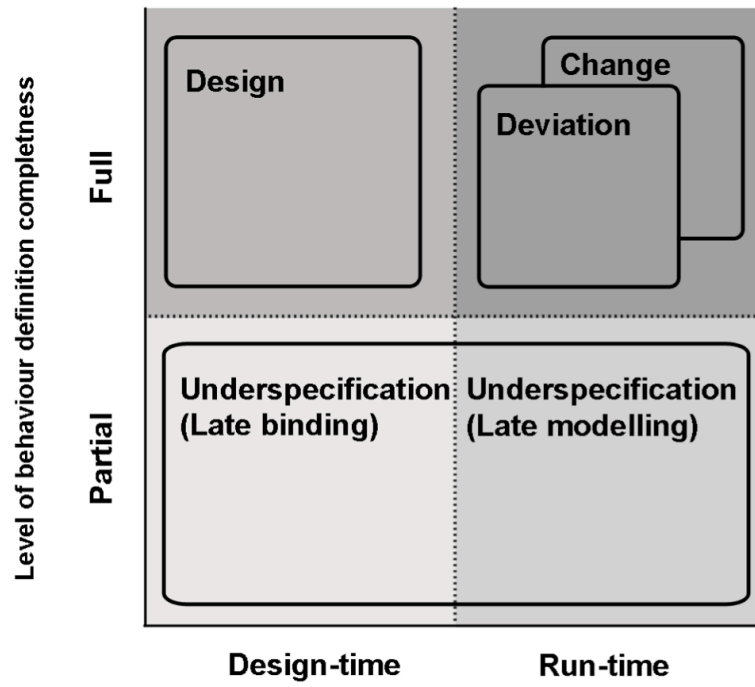 Level of behaviour definition completness
Full
Design
Change
Deviation
Partial
Underspecification
(Late binding)
Underspecification
(Late modelling)
Design-time
Run-time